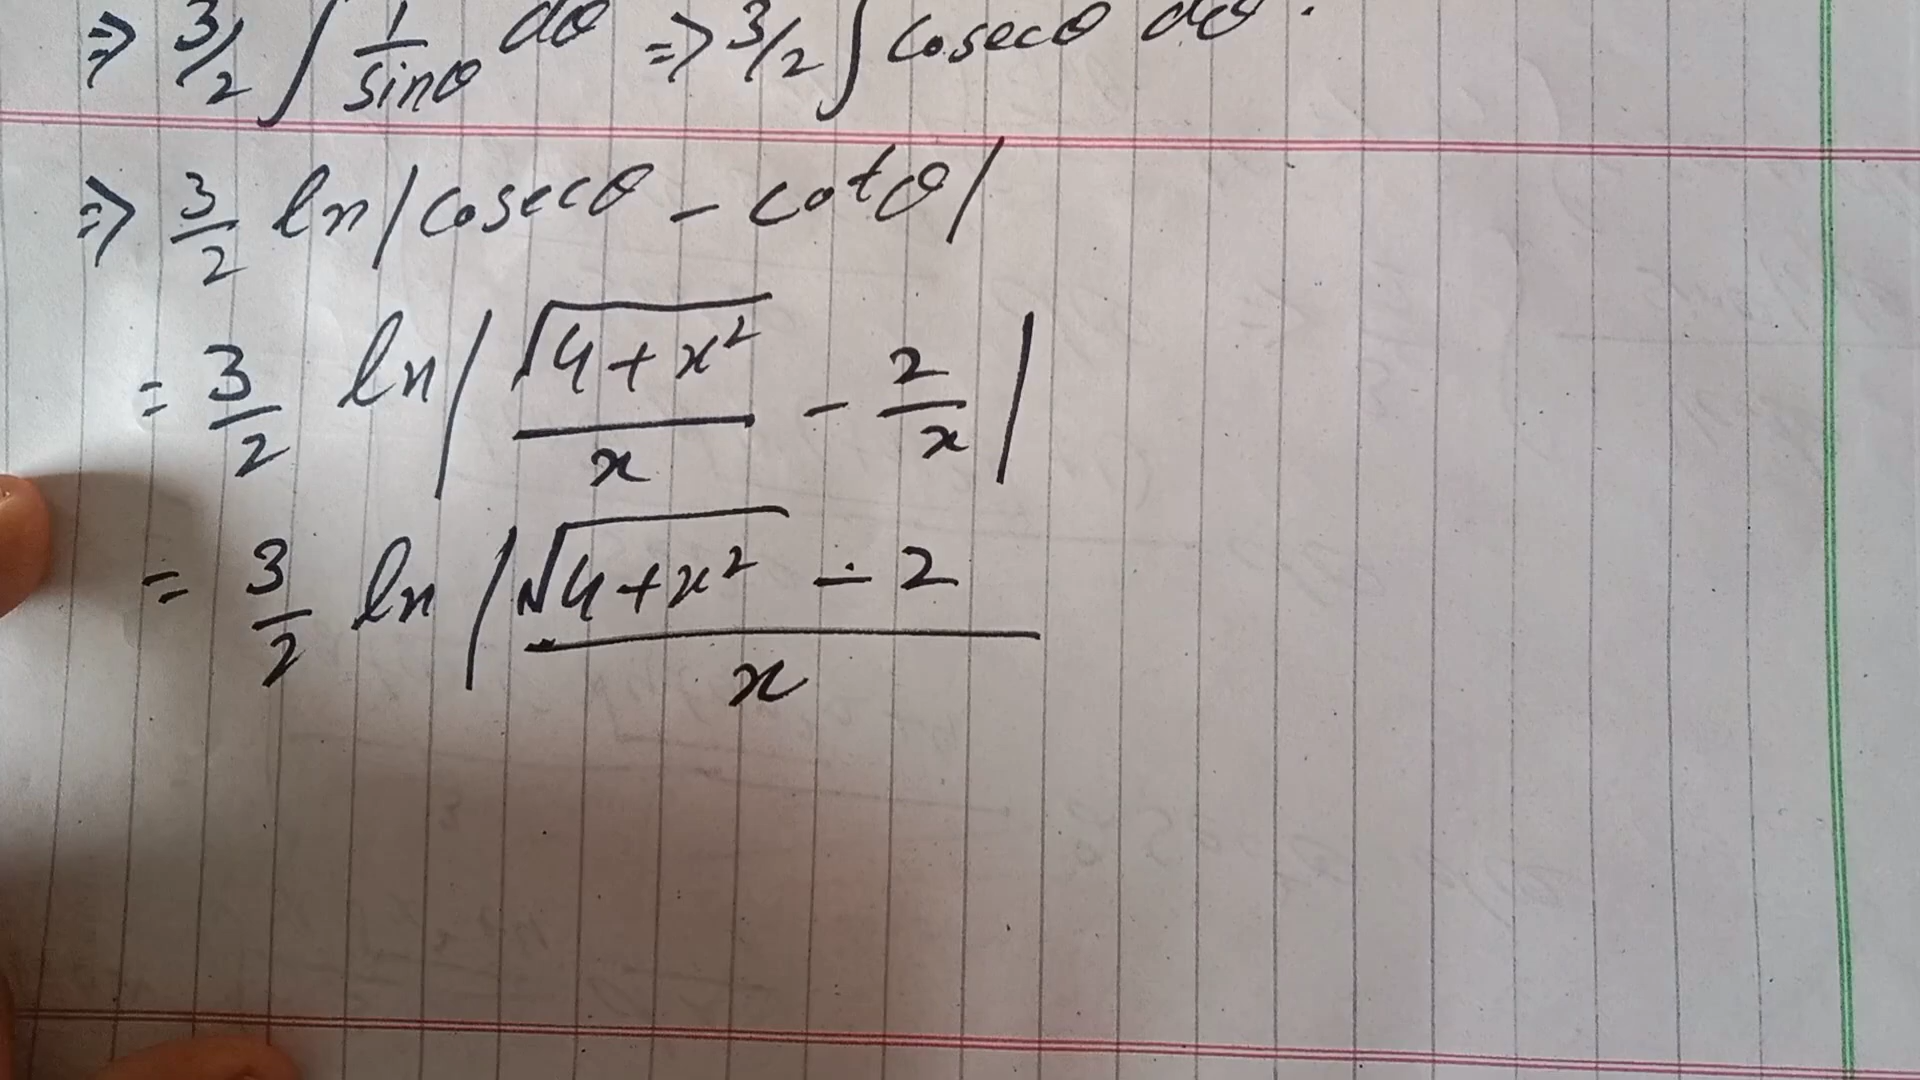 ⇒ 3/2 ∫ 1/sinθ dθ ⇒ 3/2 ∫ cosecθ dθ.
⇒ 3/2 ln|cosecθ - cotθ|
= 3/2 ln|√(4+x²)/x - 2/x|
= 3/2 ln|(√(4+x²) - 2)/x